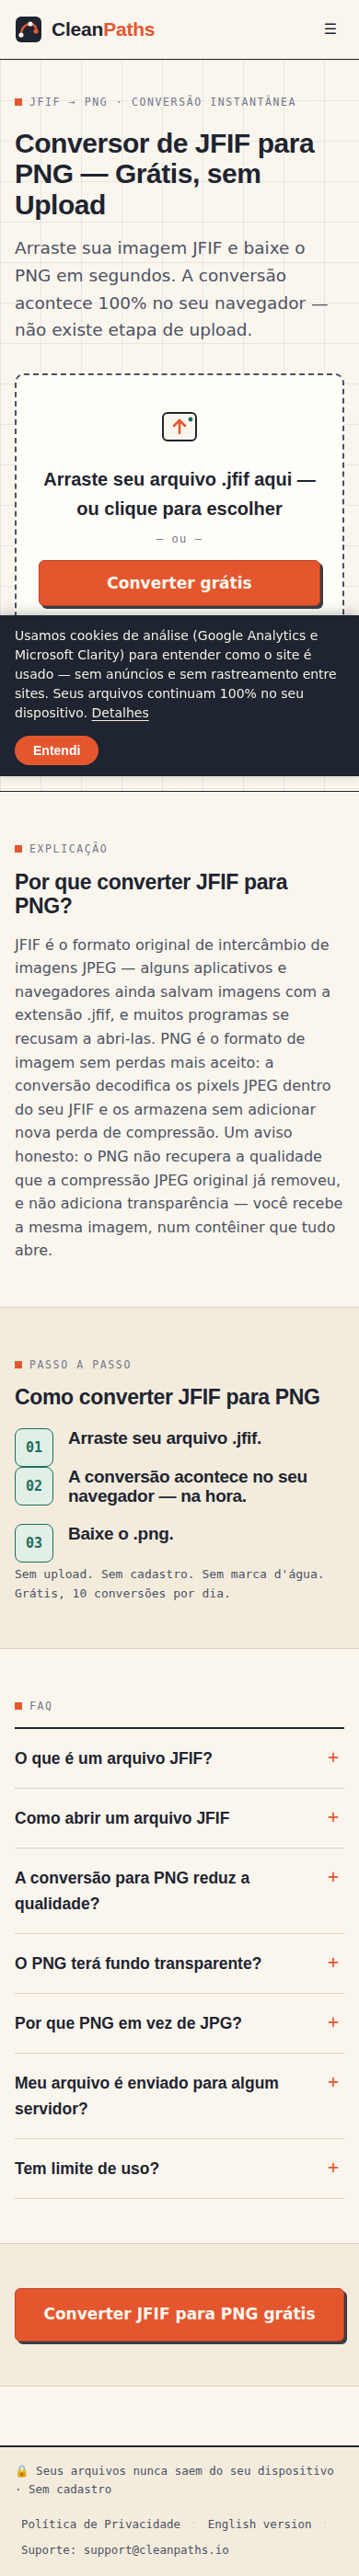 CleanPaths
☰
JFIF → PNG · CONVERSÃO INSTANTÂNEA
Conversor de JFIF para
PNG — Grátis, sem
Upload
Arraste sua imagem JFIF e baixe o
PNG em segundos. A conversão
acontece 100% no seu navegador —
não existe etapa de upload.
Arraste seu arquivo .jfif aqui —
ou clique para escolher
— ou —
Converter grátis
Usamos cookies de análise (Google Analytics e
Microsoft Clarity) para entender como o site é
usado — sem anúncios e sem rastreamento entre
sites. Seus arquivos continuam 100% no seu
dispositivo. Detalhes
Entendi
EXPLICAÇÃO
Por que converter JFIF para
PNG?
JFIF é o formato original de intercâmbio de
imagens JPEG — alguns aplicativos e
navegadores ainda salvam imagens com a
extensão .jfif, e muitos programas se
recusam a abri-las. PNG é o formato de
imagem sem perdas mais aceito: a
conversão decodifica os pixels JPEG dentro
do seu JFIF e os armazena sem adicionar
nova perda de compressão. Um aviso
honesto: o PNG não recupera a qualidade
que a compressão JPEG original já removeu,
e não adiciona transparência — você recebe
a mesma imagem, num contêiner que tudo
abre.
PASSO A PASSO
Como converter JFIF para PNG
01 Arraste seu arquivo .jfif.
02 A conversão acontece no seu
navegador — na hora.
03 Baixe o .png.
Sem upload. Sem cadastro. Sem marca d'água.
Grátis, 10 conversões por dia.
FAQ
O que é um arquivo JFIF? +
Como abrir um arquivo JFIF +
A conversão para PNG reduz a +
qualidade?
O PNG terá fundo transparente? +
Por que PNG em vez de JPG? +
Meu arquivo é enviado para algum +
servidor?
Tem limite de uso? +
Converter JFIF para PNG grátis
🔒 Seus arquivos nunca saem do seu dispositivo
· Sem cadastro
Política de Privacidade · English version ·
Suporte: support@cleanpaths.io